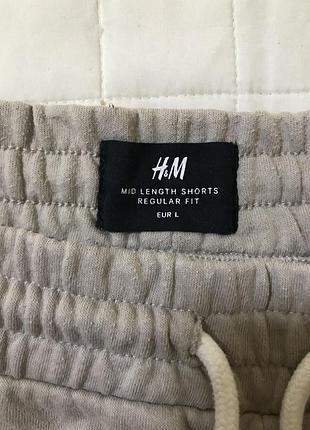 H&M
MID LENGTH SHORTS
REGULAR FIT
EUR L